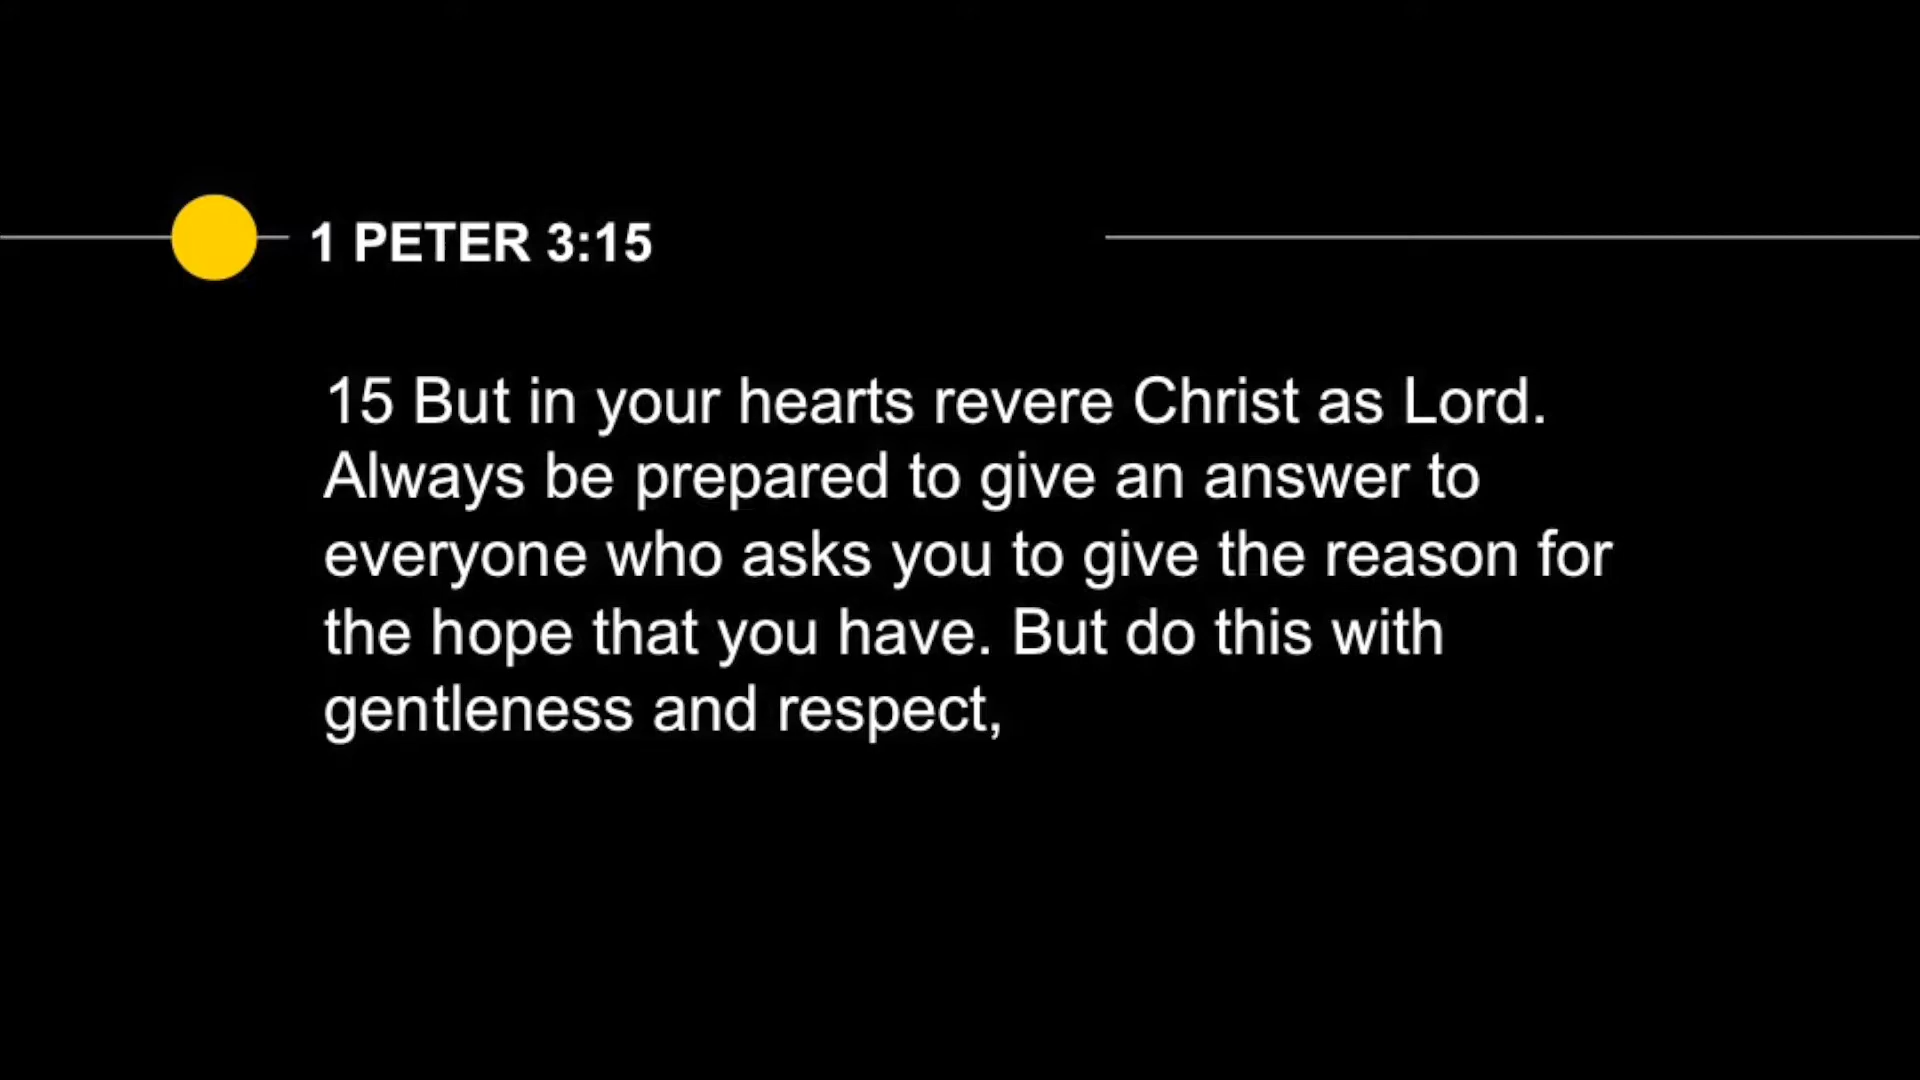 1 PETER 3:15
15 But in your hearts revere Christ as Lord.
Always be prepared to give an answer to
everyone who asks you to give the reason for
the hope that you have. But do this with
gentleness and respect,